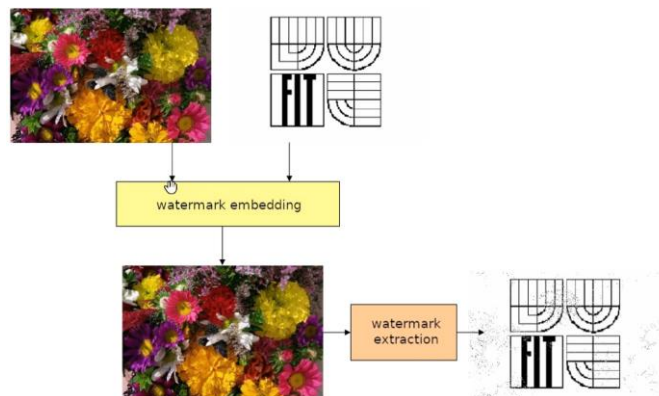 FIT
watermark embedding
watermark
extraction
FIT